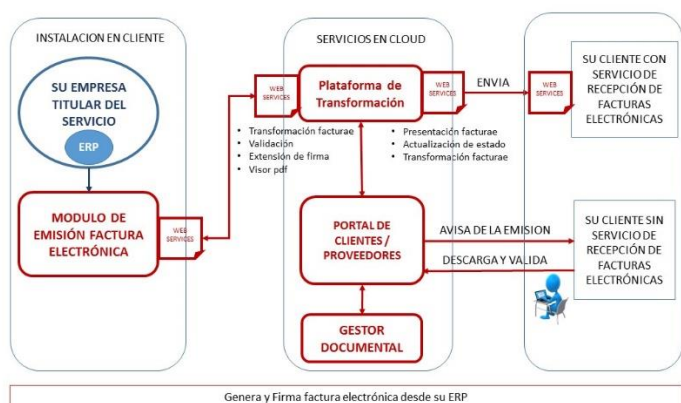 INSTALACION EN CLIENTE
SU EMPRESA
TITULAR DEL
SERVICIO
ERP
MODULO DE
EMISIÓN FACTURA
ELECTRÓNICA
WEB
SERVICES
SERVICIOS EN CLOUD
WEB
SERVICES
Plataforma de
Transformación
WEB
SERVICES
• Transformación facturae
• Validación
• Extensión de firma
• Visor pdf
• Presentación facturae
• Actualización de estado
• Transformación facturae
PORTAL DE
CLIENTES /
PROVEEDORES
GESTOR
DOCUMENTAL
ENVIA
WEB
SERVICES
SU CLIENTE CON
SERVICIO DE
RECEPCIÓN DE
FACTURAS
ELECTRÓNICAS
AVISA DE LA EMISION
DESCARGA Y VALIDA
SU CLIENTE SIN
SERVICIO DE
RECEPCIÓN DE
FACTURAS
ELECTRÓNICAS
Genera y Firma factura electrónica desde su ERP